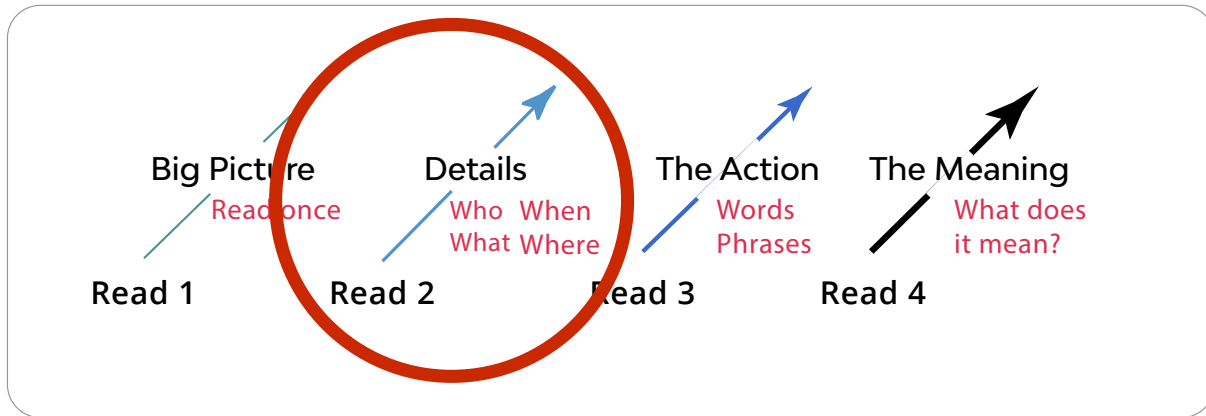 Big Picture
Read once
Read 1
Details
Who When
What Where
Read 2
The Action
Words
Phrases
Read 3
The Meaning
What does
it mean?
Read 4